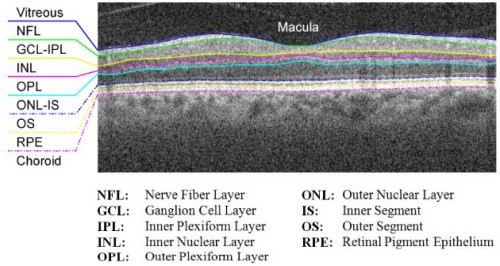 Vitreous
NFL
GCL-IPL
INL
OPL
ONL-IS
OS
RPE
Choroid
Macula
NFL: Nerve Fiber Layer
GCL: Ganglion Cell Layer
IPL: Inner Plexiform Layer
INL: Inner Nuclear Layer
OPL: Outer Plexiform Layer
ONL: Outer Nuclear Layer
IS: Inner Segment
OS: Outer Segment
RPE: Retinal Pigment Epithelium